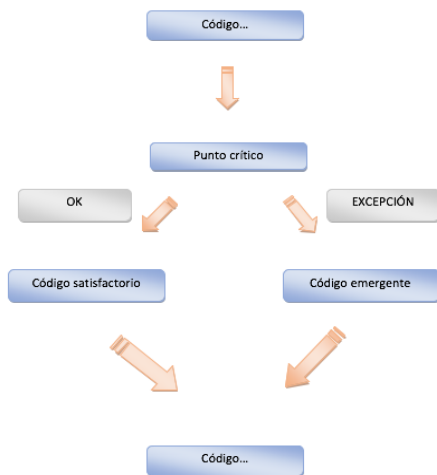 Código...
Punto crítico
OK
EXCEPCIÓN
Código satisfactorio
Código emergente
Código...